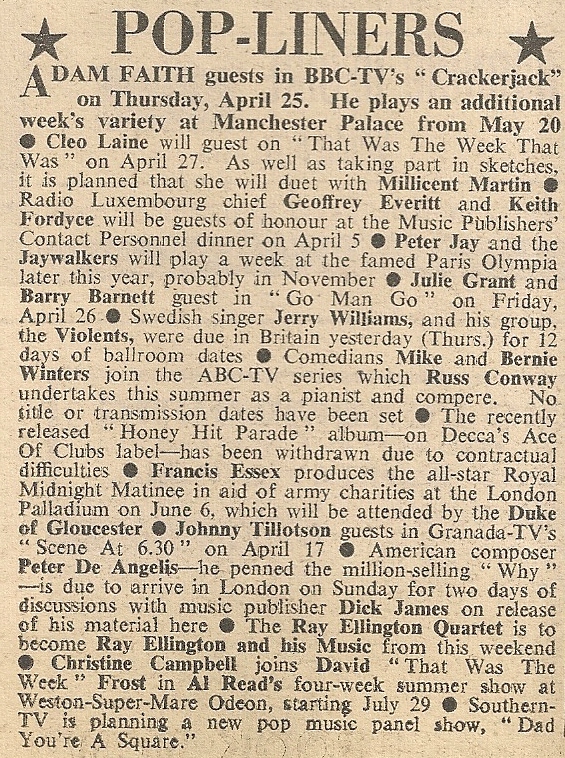 POP-LINERS
ADAM FAITH guests in BBC-TV's "Crackerjack"
on Thursday, April 25. He plays an additional
week's variety at Manchester Palace from May 20
● Cleo Laine will guest on "That Was The Week That
Was" on April 27. As well as taking part in sketches,
it is planned that she will duet with Millicent Martin ●
Radio Luxembourg chief Geoffrey Everitt and Keith
Fordyce will be guests of honour at the Music Publishers'
Contact Personnel dinner on April 5 ● Peter Jay and the
Jaywalkers will play a week at the famed Paris Olympia
later this year, probably in November ● Julie Grant and
Barry Barnett guest in "Go Man Go" on Friday,
April 26 ● Swedish singer Jerry Williams, and his group,
the Violents, were due in Britain yesterday (Thurs.) for 12
days of ballroom dates ● Comedians Mike and Bernie
Winters join the ABC-TV series which Russ Conway
undertakes this summer as a pianist and compere. No
title or transmission dates have been set ● The recently
released "Honey Hit Parade" album—on Decca's Ace
Of Clubs label—has been withdrawn due to contractual
difficulties ● Francis Essex produces the all-star Royal
Midnight Matinee in aid of army charities at the London
Palladium on June 6, which will be attended by the Duke
of Gloucester ● Johnny Tillotson guests in Granada-TV's
"Scene At 6.30" on April 17 ● American composer
Peter De Angelis—he penned the million-selling "Why"
—is due to arrive in London on Sunday for two days of
discussions with music publisher Dick James on release
of his material here ● The Ray Ellington Quartet is to
become Ray Ellington and his Music from this weekend
● Christine Campbell joins David "That Was The
Week" Frost in Al Read's four-week summer show at
Weston-Super-Mare Odeon, starting July 29 ● Southern-
TV is planning a new pop music panel show, "Dad
You're A Square."